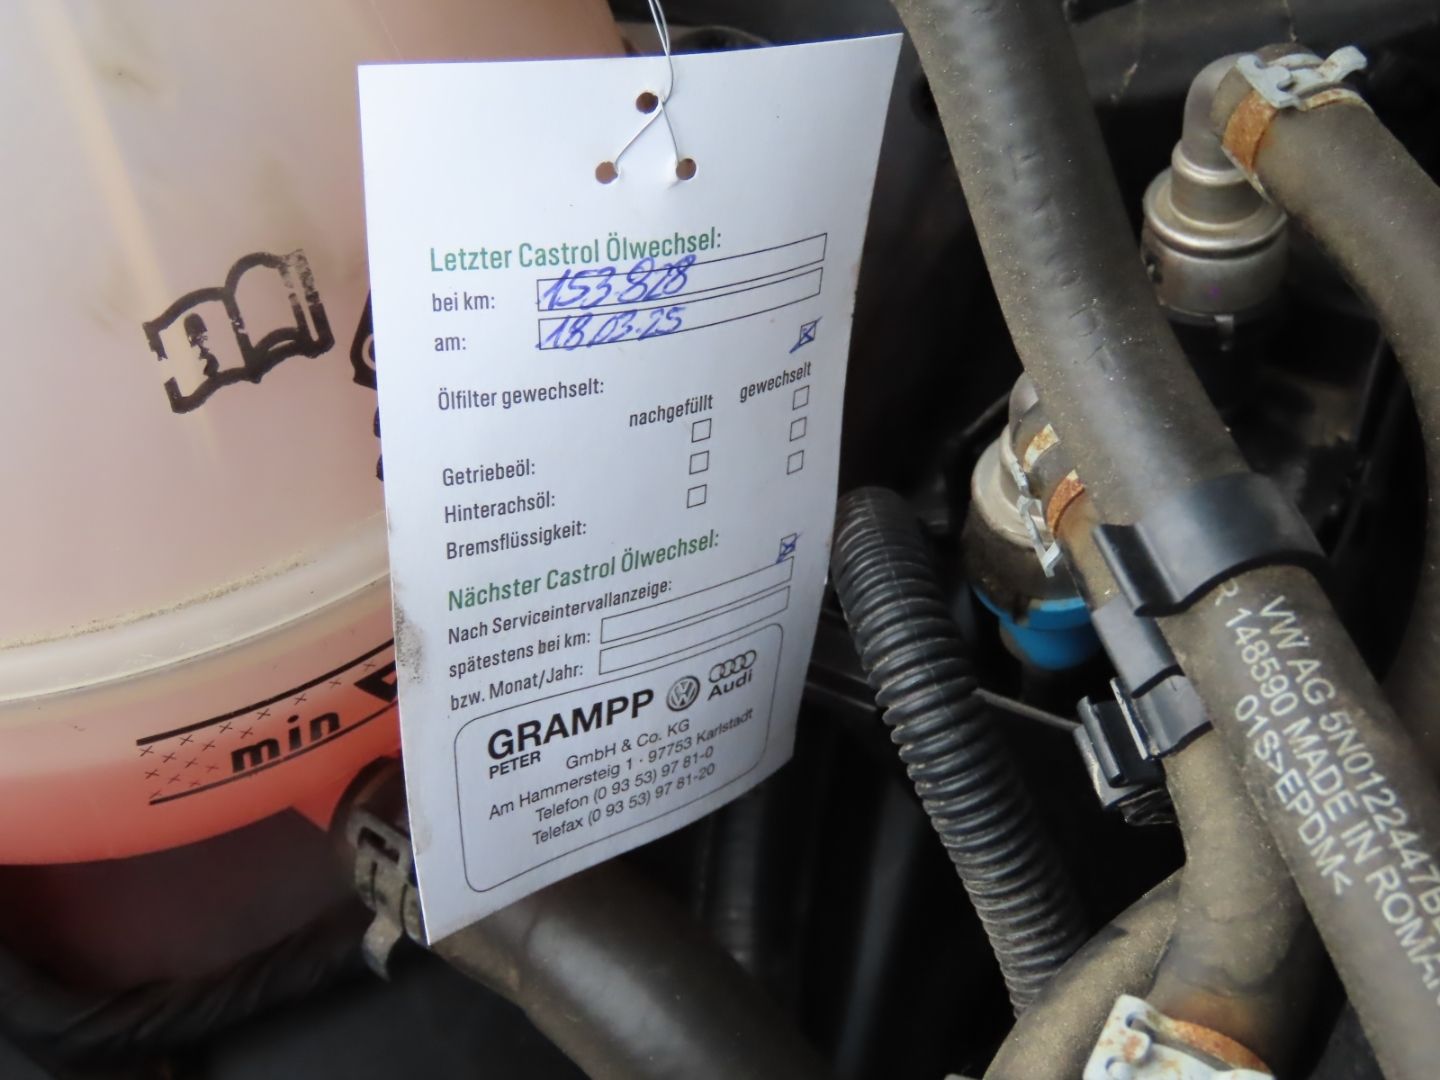 Letzter Castrol Ölwechsel:
bei km: 153.828
am: 18.03.25
Ölfilter gewechselt:
nachgefüllt gewechselt
Getriebeöl:
Hinterachsöl:
Bremsflüssigkeit:
Nächster Castrol Ölwechsel:
Nach Serviceintervallanzeige:
spätestens bei km:
bzw. Monat/Jahr:
GRAMPP
PETER
Audi
GmbH & Co. KG
Am Hammersteig 1 · 97753 Karlstadt
Telefon (0 93 53) 97 81-0
Telefax (0 93 53) 97 81-20
min
VW AG 5N0122447B
148590 MADE IN ROMAN
01S >EPDM<